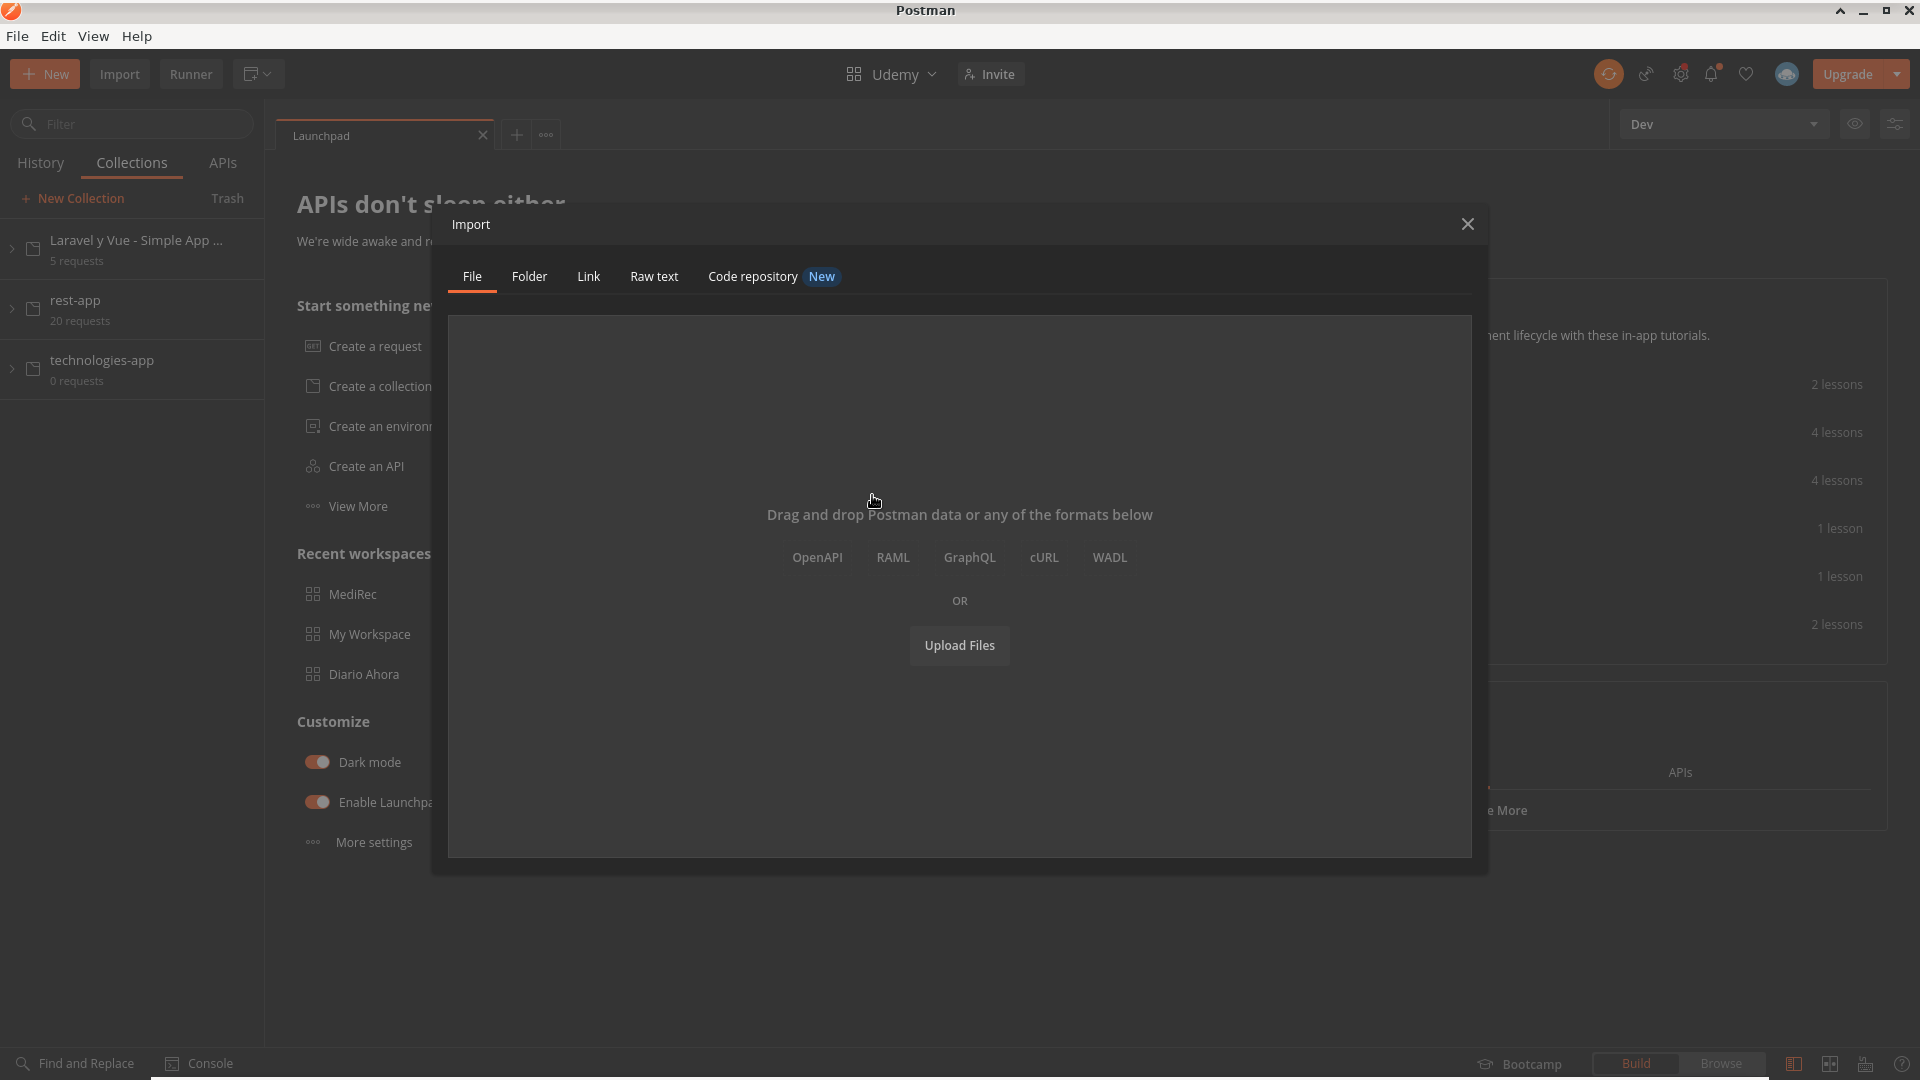 Postman
File Edit View Help
New Import Runner Udemy Invite Upgrade
Filter
Launchpad
Dev
History Collections APIs
New Collection Trash
Laravel y Vue - Simple App ...
5 requests
rest-app
20 requests
technologies-app
0 requests
APIs don't sleep either
We're wide awake and r
Start something ne
GET Create a request
Create a collection
Create an environ
Create an API
View More
Recent workspaces
MediRec
My Workspace
Diario Ahora
Customize
Dark mode
Enable Launchpa
More settings
Import
File Folder Link Raw text Code repository New
Drag and drop Postman data or any of the formats below
OpenAPI RAML GraphQL cURL WADL
OR
Upload Files
ent lifecycle with these in-app tutorials.
2 lessons
4 lessons
4 lessons
1 lesson
1 lesson
2 lessons
APIs
e More
Find and Replace Console Bootcamp Build Browse